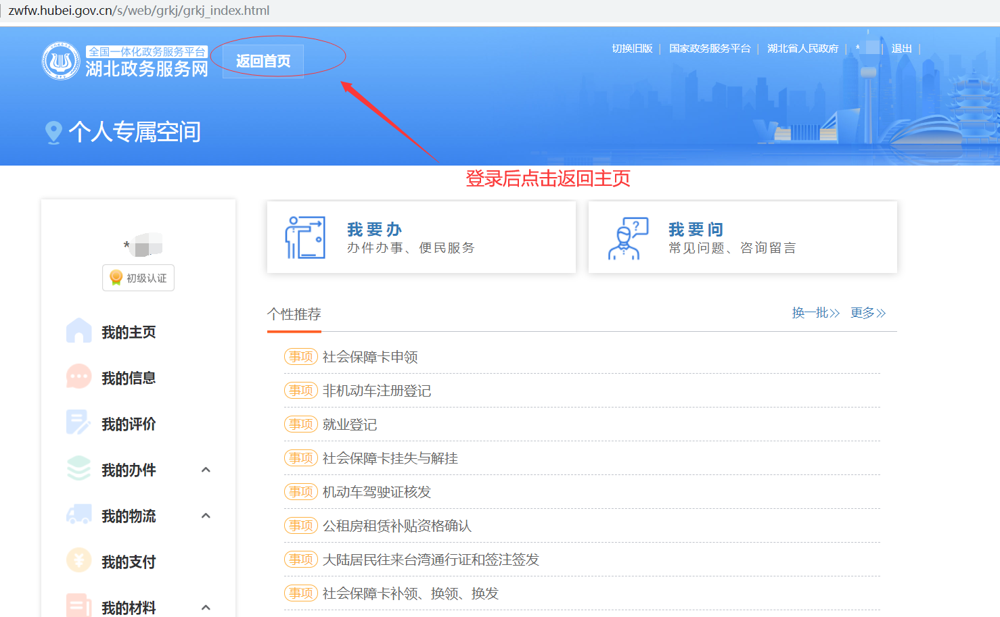 zwfw.hubei.gov.cn/s/web/grkj/grkj_index.html
全国一体化政务服务平台
湖北政务服务网
返回首页
切换旧版 | 国家政务服务平台 | 湖北省人民政府 | * | 退出 |
个人专属空间
登录后点击返回主页
*
初级认证
我的主页
我的信息
我的评价
我的办件
我的物流
我的支付
我的材料
我要办
办件办事、便民服务
我要问
常见问题、咨询留言
个性推荐
换一批>> 更多>>
事项 社会保障卡申领
事项 非机动车注册登记
事项 就业登记
事项 社会保障卡挂失与解挂
事项 机动车驾驶证核发
事项 公租房租赁补贴资格确认
事项 大陆居民往来台湾通行证和签注签发
事项 社会保障卡补领、换领、换发